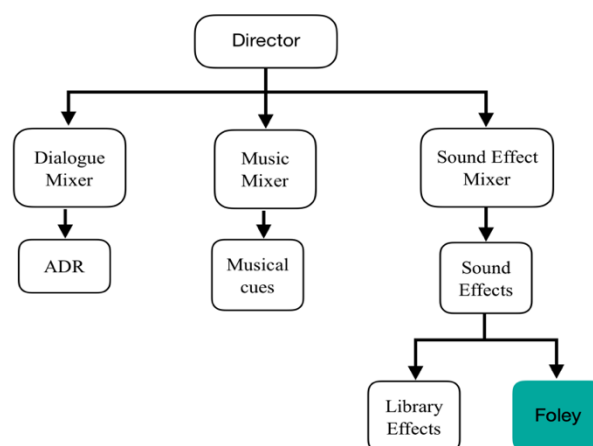 Director
Dialogue
Mixer
Music
Mixer
Sound Effect
Mixer
ADR
Musical
cues
Sound
Effects
Library
Effects
Foley